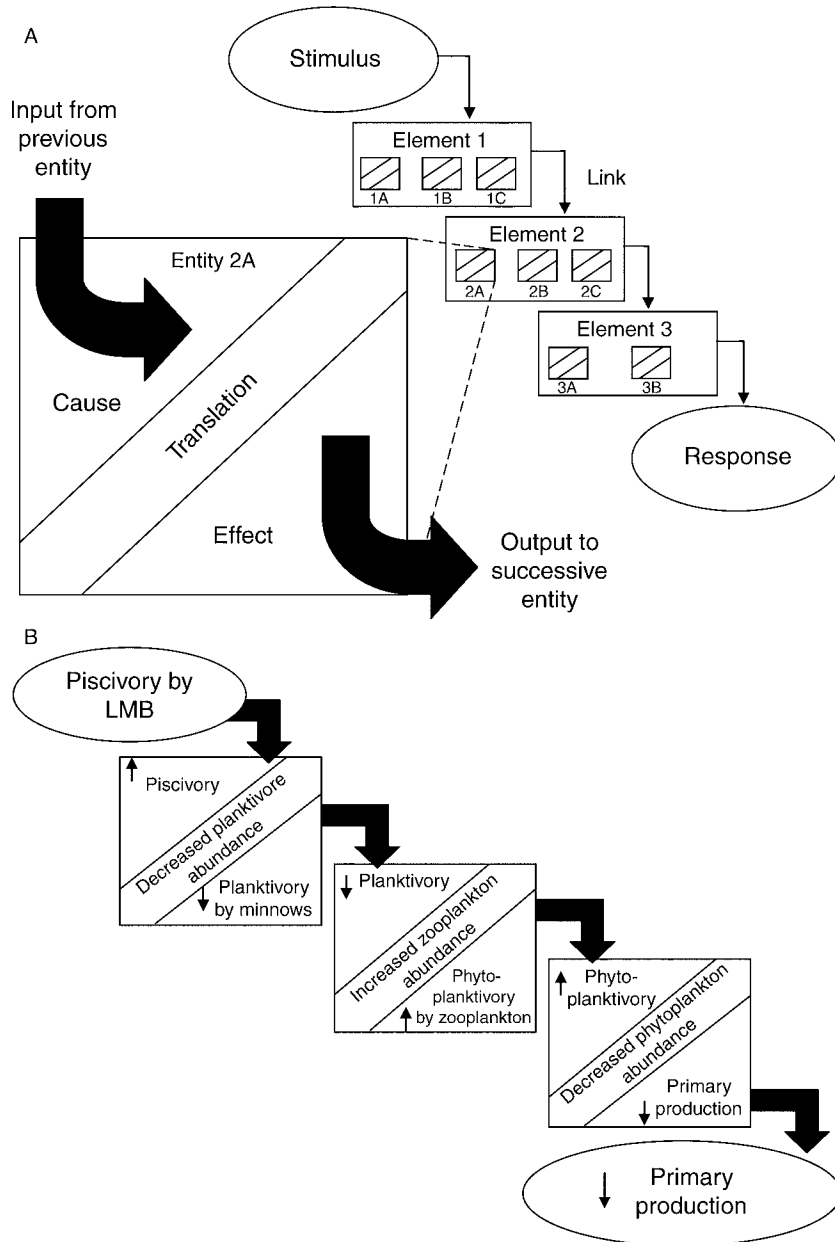 A
Stimulus
Input from
previous
entity
Element 1
1A 1B 1C
Link
Element 2
2A 2B 2C
Element 3
3A 3B
Response
Entity 2A
Cause
Translation
Effect
Output to
successive
entity
B
Piscivory by
LMB
Piscivory
Decreased planktivore
abundance
Planktivory
by minnows
Planktivory
Increased zooplankton
abundance
Phyto-
planktivory
by zooplankton
Phyto-
planktivory
Decreased phytoplankton
abundance
Primary
production
Primary
production